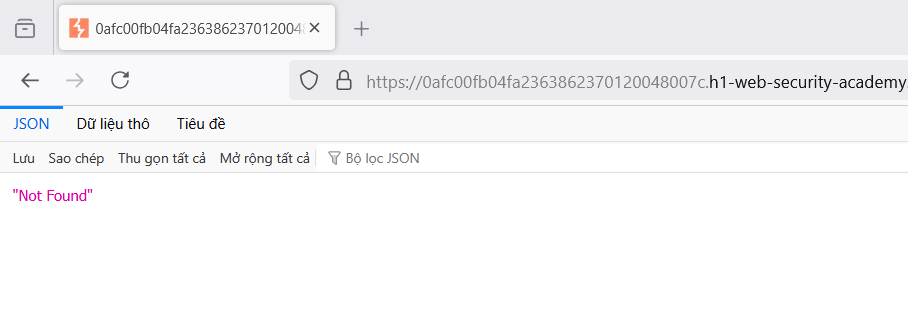 0afc00fb04fa2363862370120048
https://0afc00fb04fa2363862370120048007c.h1-web-security-academy
JSON Dữ liệu thô Tiêu đề
Lưu Sao chép Thu gọn tất cả Mở rộng tất cả Bộ lọc JSON
"Not Found"